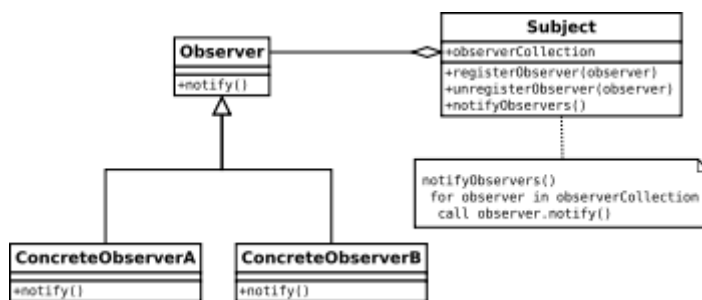 Subject
+observerCollection
+registerObserver(observer)
+unregisterObserver(observer)
+notifyObservers()
Observer
+notify()
notifyObservers()
for observer in observerCollection
call observer.notify()
ConcreteObserverA
+notify()
ConcreteObserverB
+notify()